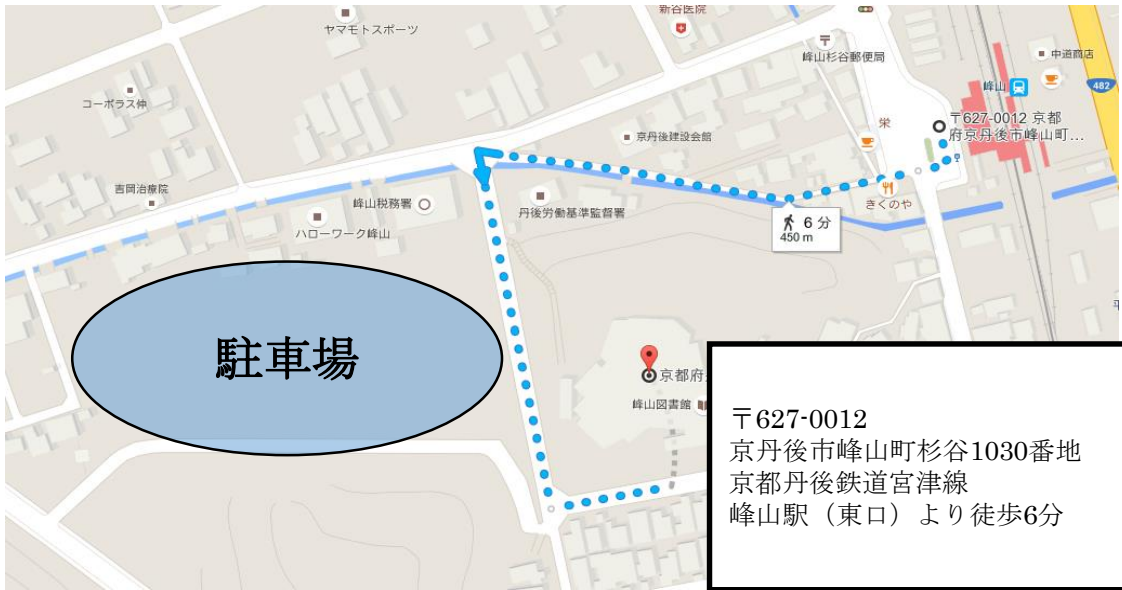 新谷医院
ヤマモトスポーツ
峰山杉谷郵便局
中道商店
峰山
482
コーポラス仲
栄
〒627-0012 京都
府京丹後市峰山町...
京丹後建設会館
吉岡治療院
峰山税務署
丹後労働基準監督署
きくのや
ハローワーク峰山
6 分
450 m
駐車場
京都府
峰山図書館
〒627-0012
京丹後市峰山町杉谷1030番地
京都丹後鉄道宮津線
峰山駅（東口）より徒歩6分